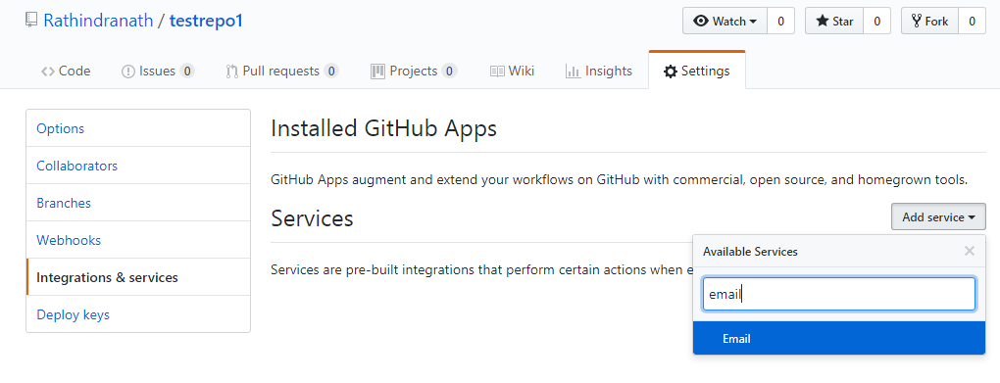 Rathindranath / testrepo1
Watch 0 Star 0 Fork 0
Code Issues 0 Pull requests 0 Projects 0 Wiki Insights Settings
Options
Collaborators
Branches
Webhooks
Integrations & services
Deploy keys
Installed GitHub Apps
GitHub Apps augment and extend your workflows on GitHub with commercial, open source, and homegrown tools.
Services
Add service
Services are pre-built integrations that perform certain actions when e
Available Services
email
Email